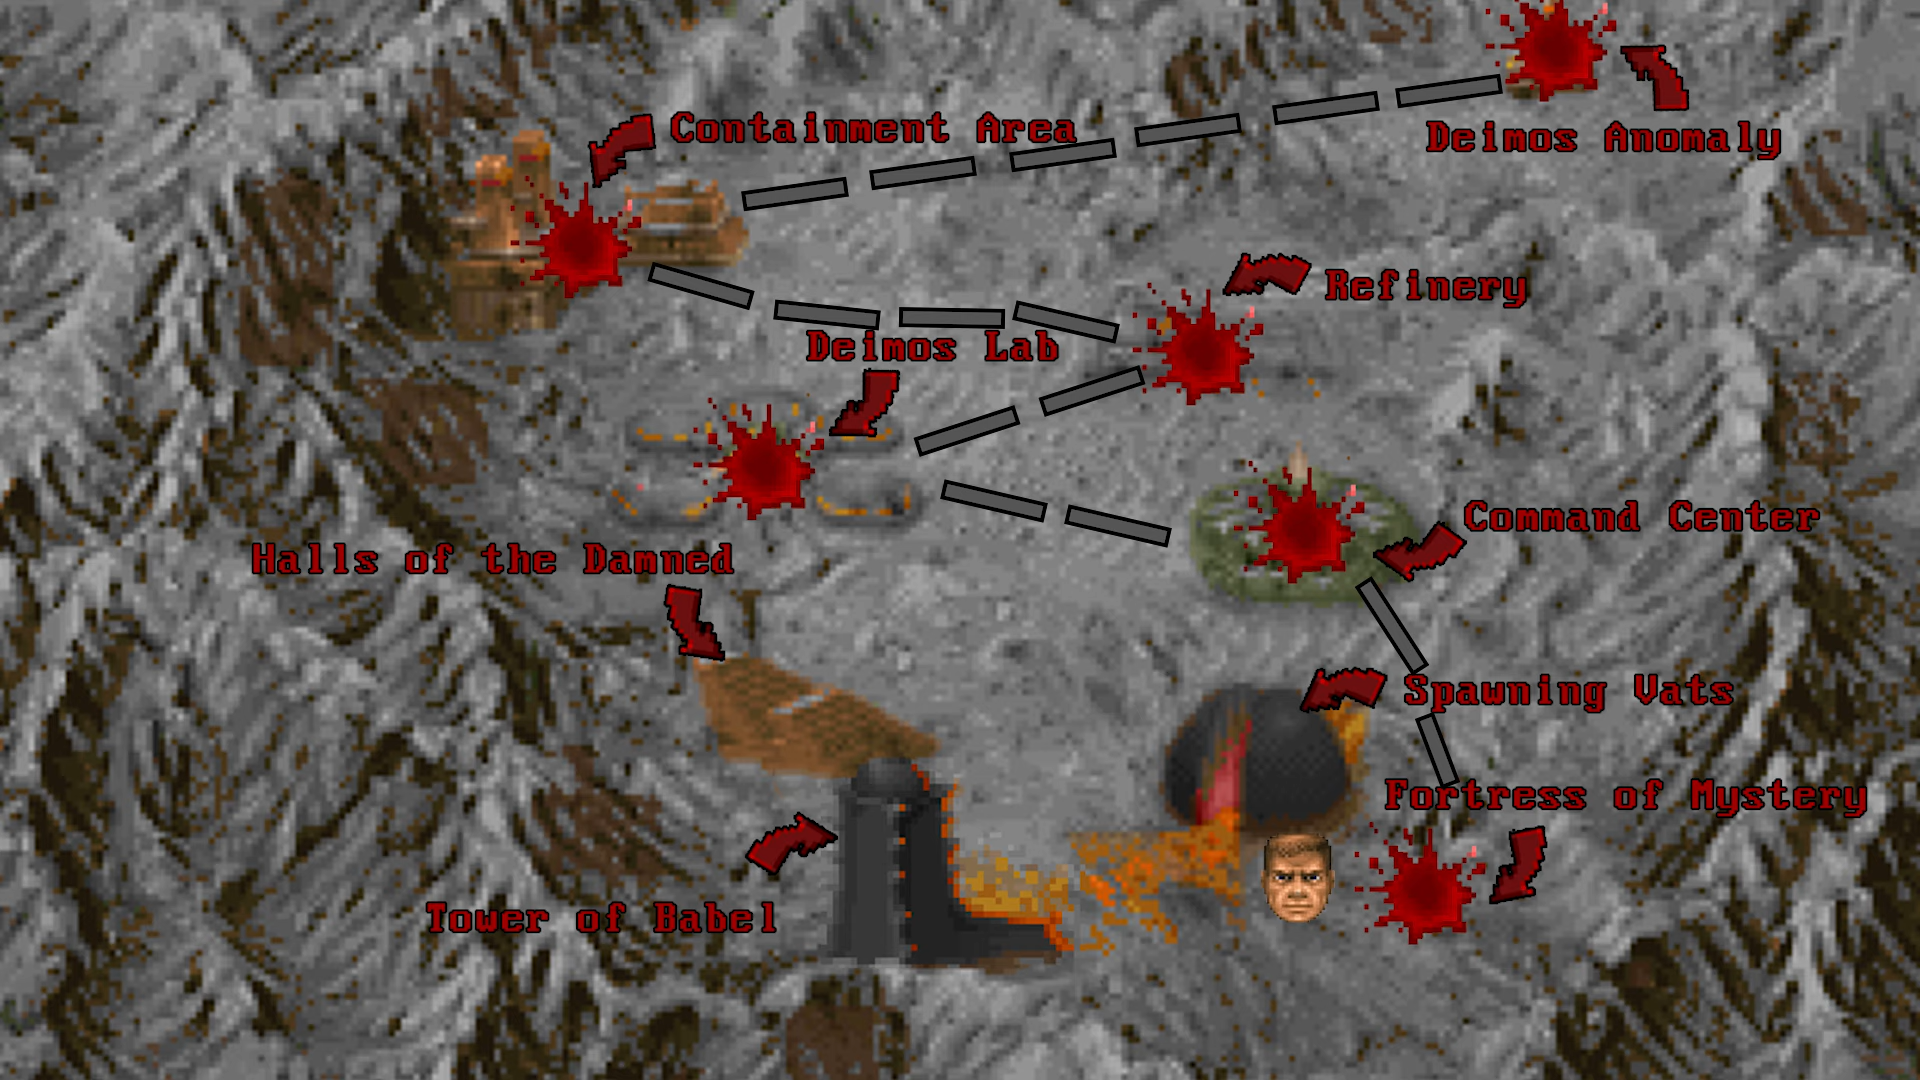 Containment Area
Deimos Anomaly
Refinery
Deimos Lab
Command Center
Halls of the Damned
Spawning Vats
Fortress of Mystery
Tower of Babel